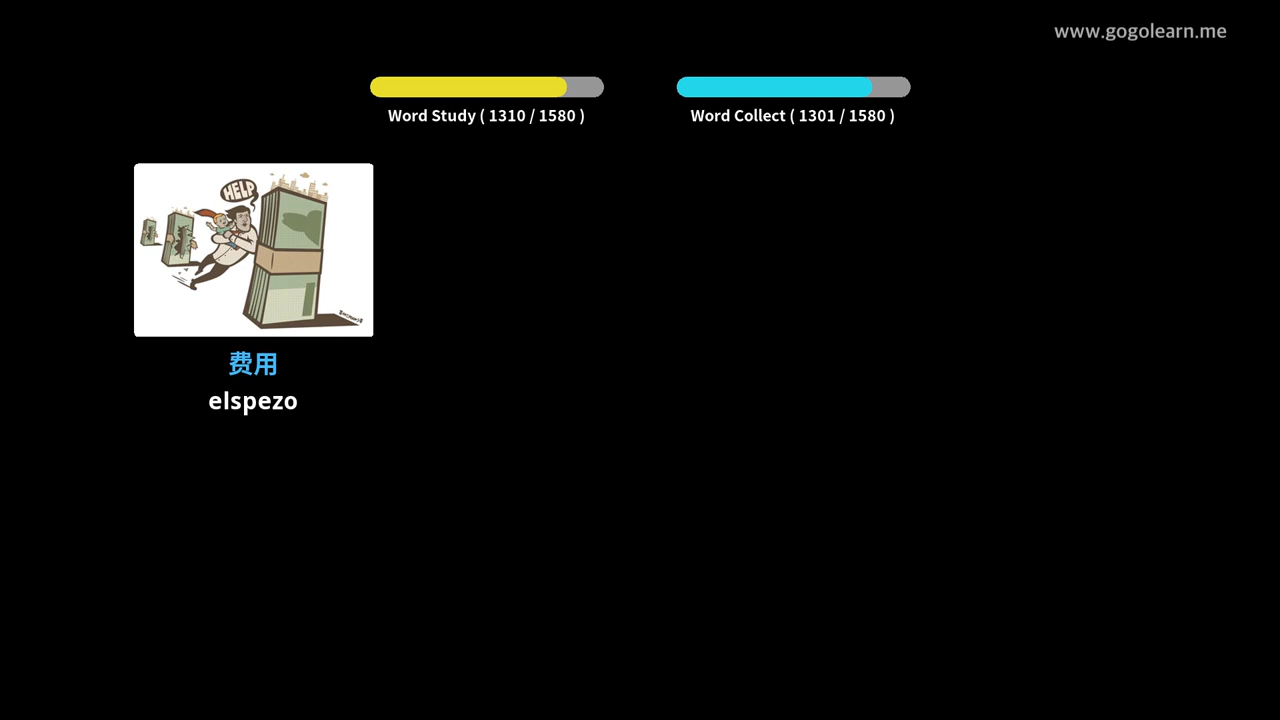 www.gogolearn.me
Word Study ( 1310 / 1580 )
Word Collect ( 1301 / 1580 )
HELP
费用
elspezo